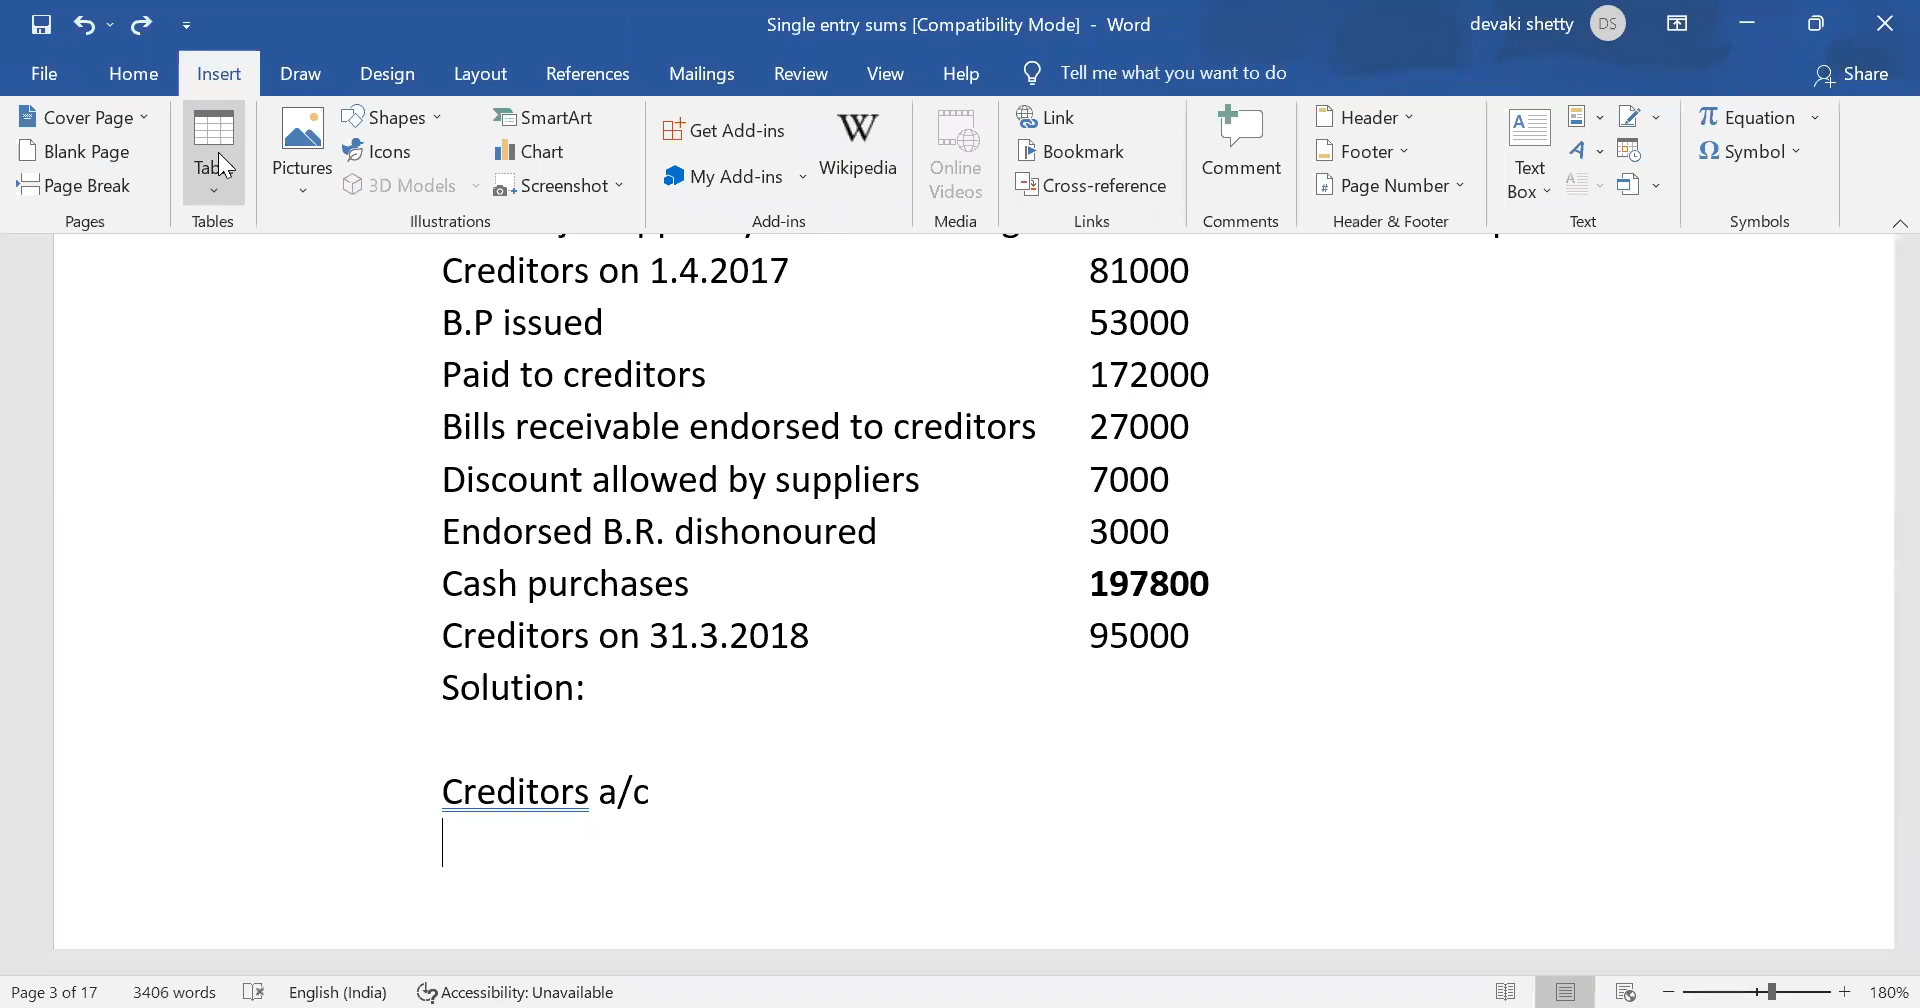 Single entry sums [Compatibility Mode] - Word
devaki shetty DS
File Home Insert Draw Design Layout References Mailings Review View Help Tell me what you want to do Share
Cover Page
Blank Page
Page Break
Pages
Tables
Pictures
Shapes
Icons
3D Models
SmartArt
Chart
Screenshot
Illustrations
Get Add-ins
My Add-ins
W
Wikipedia
Add-ins
Online
Videos
Media
Link
Bookmark
Cross-reference
Links
Comment
Comments
Header
Footer
Page Number
Header & Footer
Text
Box
Text
Equation
Symbol
Symbols
Creditors on 1.4.2017 81000
B.P issued 53000
Paid to creditors 172000
Bills receivable endorsed to creditors 27000
Discount allowed by suppliers 7000
Endorsed B.R. dishonoured 3000
Cash purchases 197800
Creditors on 31.3.2018 95000
Solution:
Creditors a/c
Page 3 of 17 3406 words English (India) Accessibility: Unavailable 180%